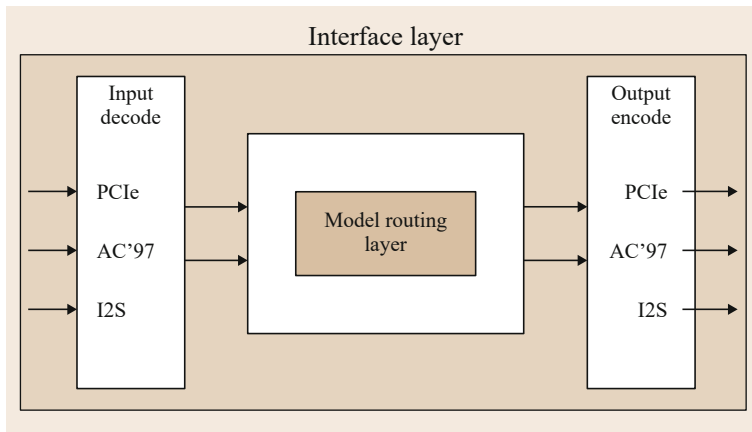 Interface layer
Input
decode
PCIe
AC’97
I2S
Model routing
layer
Output
encode
PCIe
AC’97
I2S